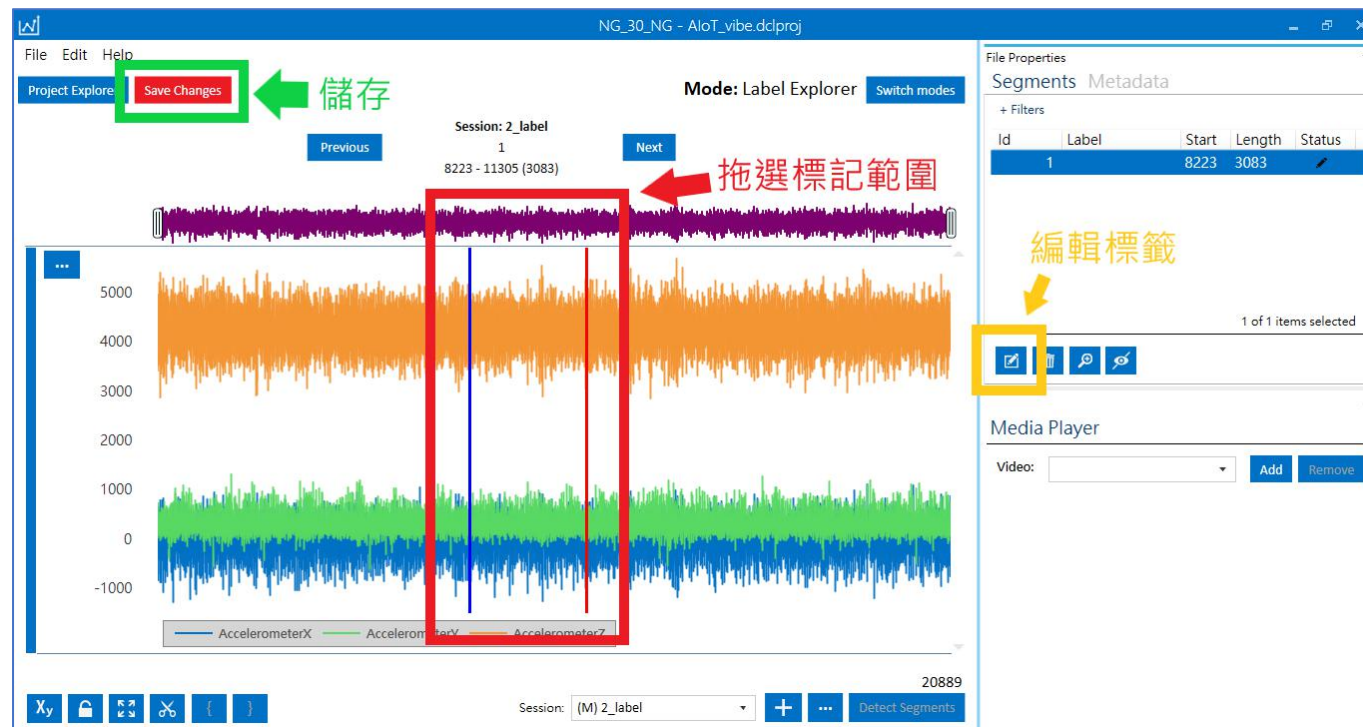 NG_30_NG - AIoT_vibe.dclproj
File Edit Help
Project Explore
Save Changes
儲存
Mode: Label Explorer
Switch modes
Session: 2_label
Previous
1
Next
8223 - 11305 (3083)
拖選標記範圍
5000
4000
3000
2000
1000
0
-1000
AccelerometerX
AccelerometerY
AccelerometerZ
20889
Xy
{
}
Session:
(M) 2_label
+
...
Detect Segments
File Properties
Segments Metadata
+ Filters
Id Label Start Length Status
1 8223 3083
編輯標籤
1 of 1 items selected
Media Player
Video:
Add
Remove